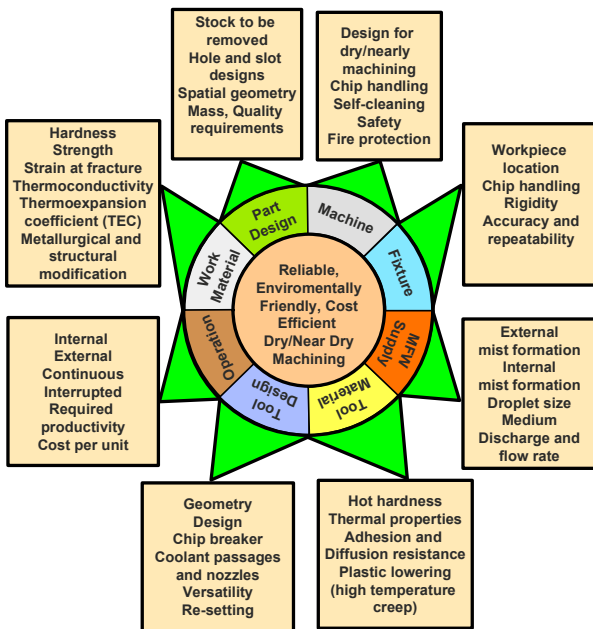 Stock to be
removed
Hole and slot
designs
Spatial geometry
Mass, Quality
requirements
Design for
dry/nearly
machining
Chip handling
Self-cleaning
Safety
Fire protection
Hardness
Strength
Strain at fracture
Thermoconductivity
Thermoexpansion
coefficient (TEC)
Metallurgical and
structural
modification
Workpiece
location
Chip handling
Rigidity
Accuracy and
repeatability
Part
Design
Machine
Work
Material
Fixture
Reliable,
Enviromentally
Friendly, Cost
Efficient
Dry/Near Dry
Machining
Operation
MFW
Supply
Tool
Design
Tool
Material
Internal
External
Continuous
Interrupted
Required
productivity
Cost per unit
External
mist formation
Internal
mist formation
Droplet size
Medium
Discharge and
flow rate
Geometry
Design
Chip breaker
Coolant passages
and nozzles
Versatility
Re-setting
Hot hardness
Thermal properties
Adhesion and
Diffusion resistance
Plastic lowering
(high temperature
creep)